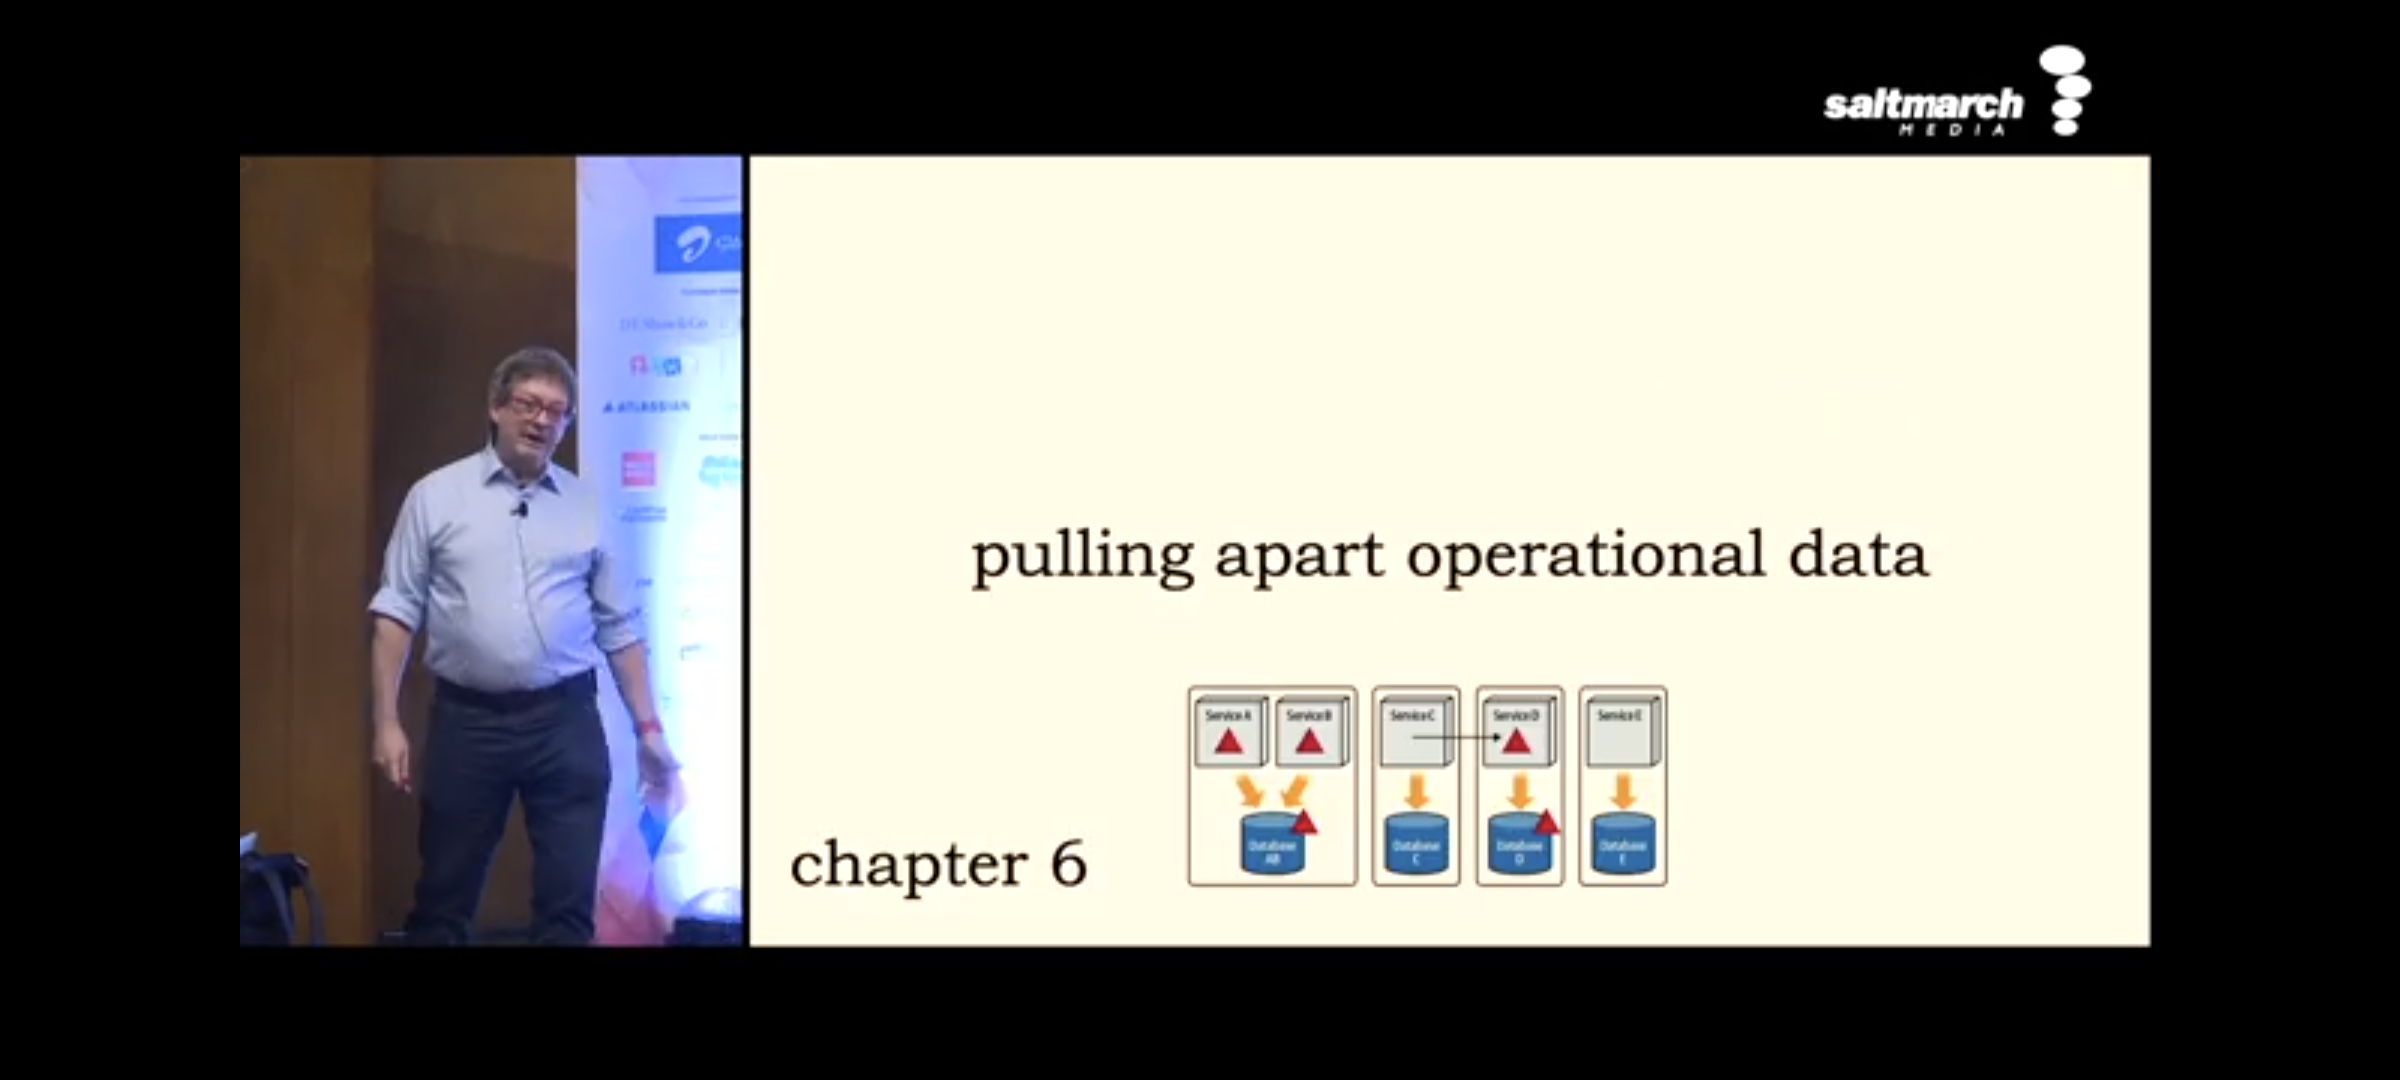 saltmarch
MEDIA
ATLASSIAN
pulling apart operational data
Service A
Service B
Service C
Service D
Service E
Database
AB
Database
C
Database
D
Database
E
chapter 6